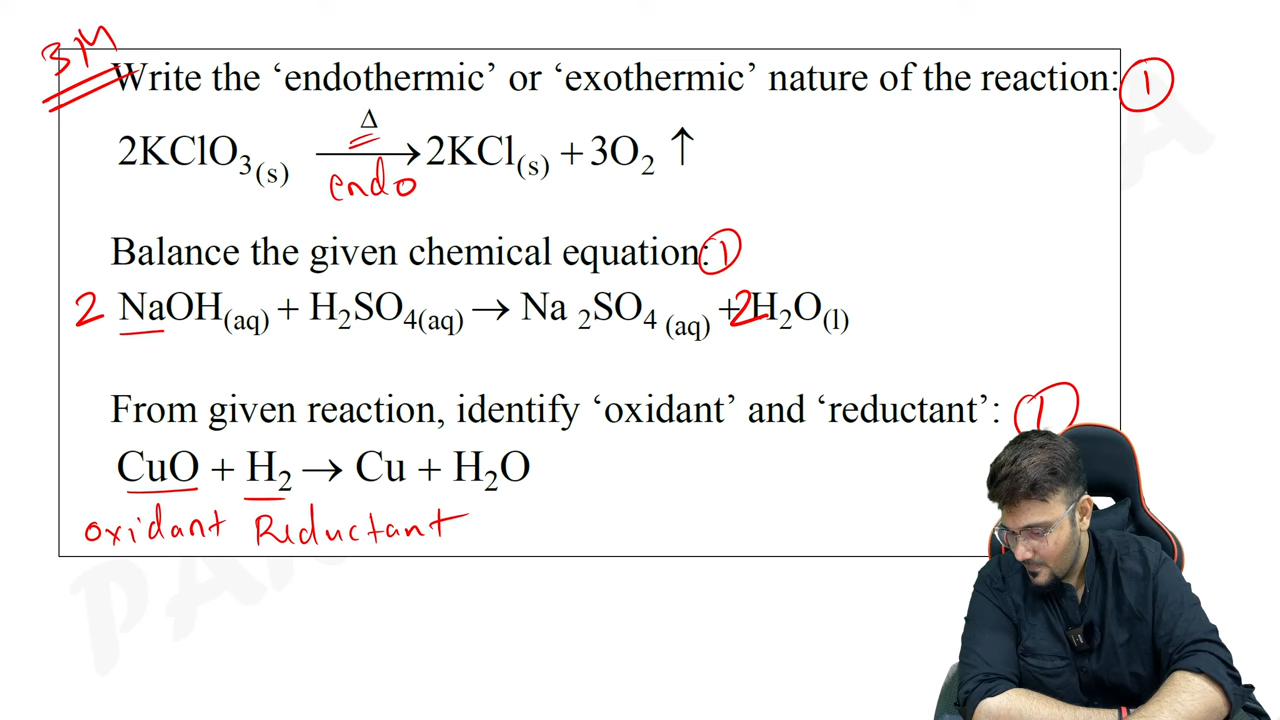 3M
Write the ‘endothermic’ or ‘exothermic’ nature of the reaction: 1
Δ
2KClO₃(s) ⟶ 2KCl(s) + 3O₂ ↑
endo
Balance the given chemical equation: 1
2 NaOH(aq) + H₂SO₄(aq) → Na ₂SO₄ (aq) + 2H₂O(l)
From given reaction, identify ‘oxidant’ and ‘reductant’: 1
CuO + H₂ → Cu + H₂O
oxidant Reductant